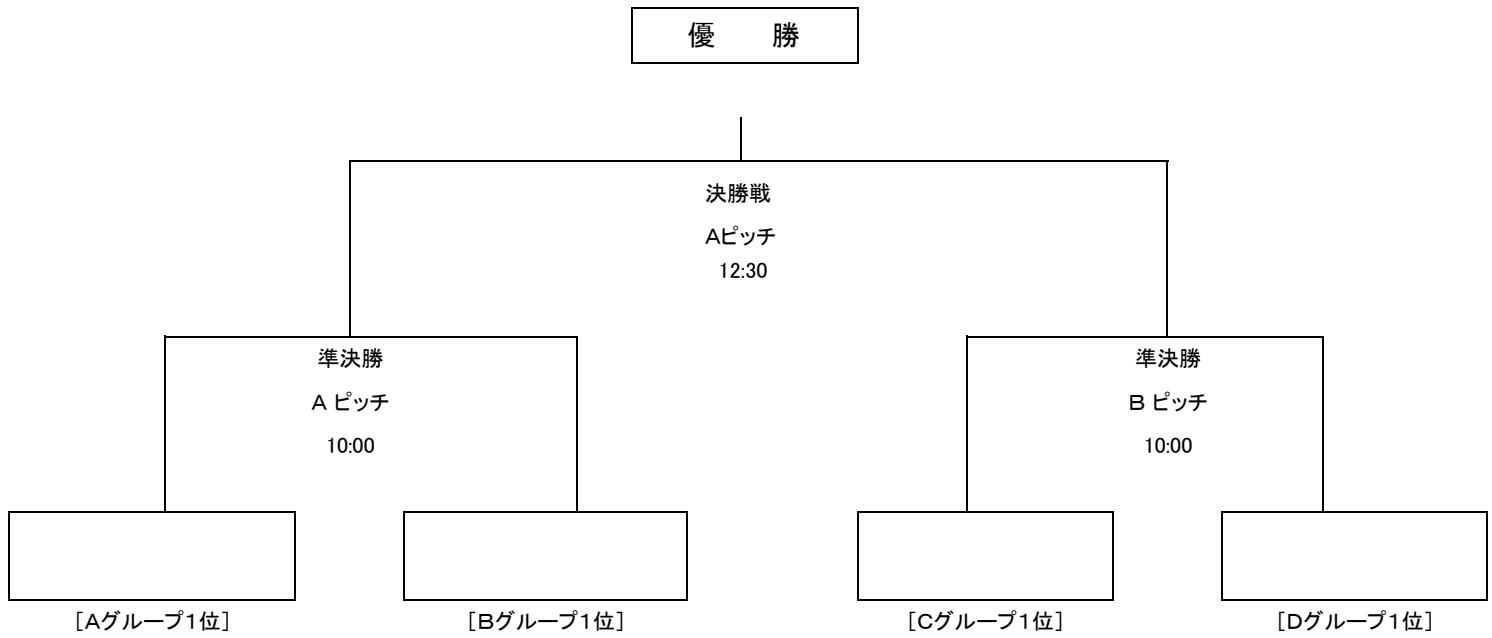 優　　勝
決勝戦
Aピッチ
12:30
準決勝
準決勝
A ピッチ
B ピッチ
10:00
10:00
［Aグループ1位］
［Bグループ1位］
［Cグループ1位］
［Dグループ1位］